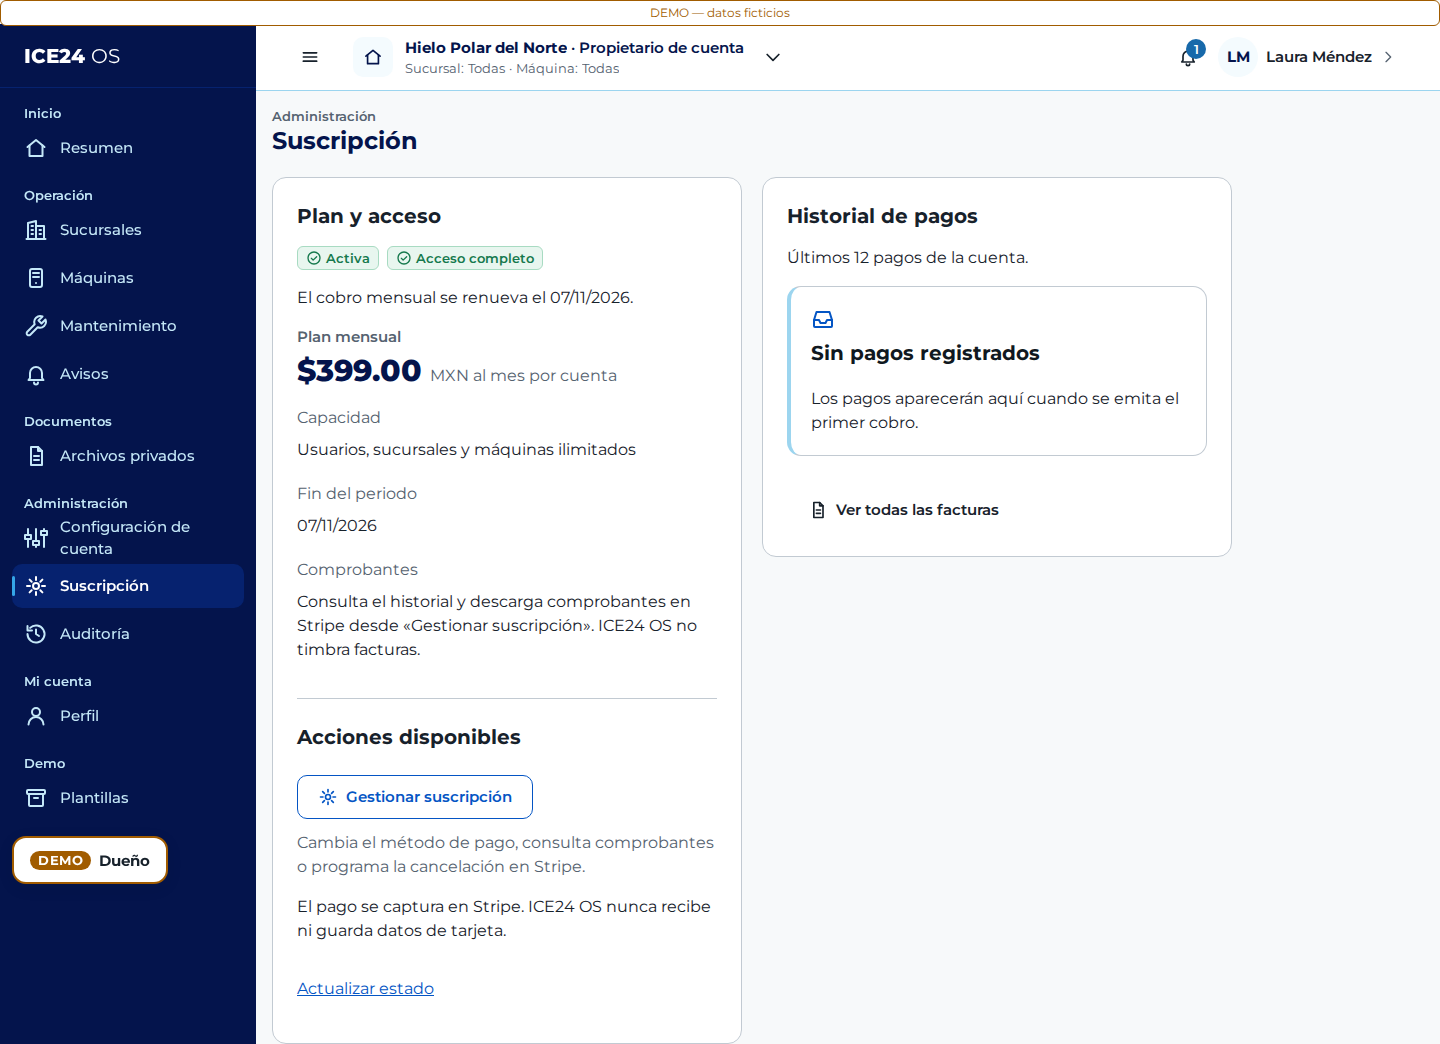 DEMO — datos ficticios
ICE24 OS
Inicio
Resumen
Operación
Sucursales
Máquinas
Mantenimiento
Avisos
Documentos
Archivos privados
Administración
Configuración de
cuenta
Suscripción
Auditoría
Mi cuenta
Perfil
Demo
Plantillas
DEMO Dueño
Hielo Polar del Norte · Propietario de cuenta
Sucursal: Todas · Máquina: Todas
1
LM Laura Méndez
Administración
Suscripción
Plan y acceso
Activa
Acceso completo
El cobro mensual se renueva el 07/11/2026.
Plan mensual
$399.00 MXN al mes por cuenta
Capacidad
Usuarios, sucursales y máquinas ilimitados
Fin del periodo
07/11/2026
Comprobantes
Consulta el historial y descarga comprobantes en
Stripe desde «Gestionar suscripción». ICE24 OS no
timbra facturas.
Acciones disponibles
Gestionar suscripción
Cambia el método de pago, consulta comprobantes
o programa la cancelación en Stripe.
El pago se captura en Stripe. ICE24 OS nunca recibe
ni guarda datos de tarjeta.
Actualizar estado
Historial de pagos
Últimos 12 pagos de la cuenta.
Sin pagos registrados
Los pagos aparecerán aquí cuando se emita el
primer cobro.
Ver todas las facturas